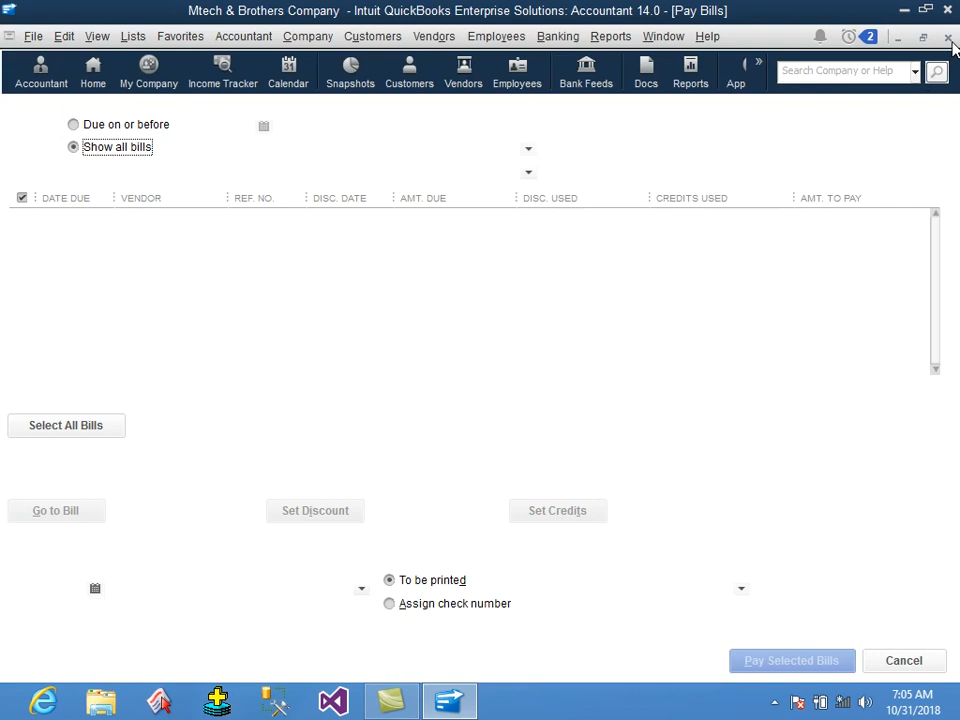 Mtech & Brothers Company - Intuit QuickBooks Enterprise Solutions: Accountant 14.0 - [Pay Bills]
File Edit View Lists Favorites Accountant Company Customers Vendors Employees Banking Reports Window Help 2
Accountant Home My Company Income Tracker Calendar Snapshots Customers Vendors Employees Bank Feeds Docs Reports App » Search Company or Help
31
Due on or before
Show all bills
DATE DUE VENDOR REF. NO. DISC. DATE AMT. DUE DISC. USED CREDITS USED AMT. TO PAY
Select All Bills
Go to Bill Set Discount Set Credits
To be printed
Assign check number
Pay Selected Bills Cancel
7:05 AM
10/31/2018